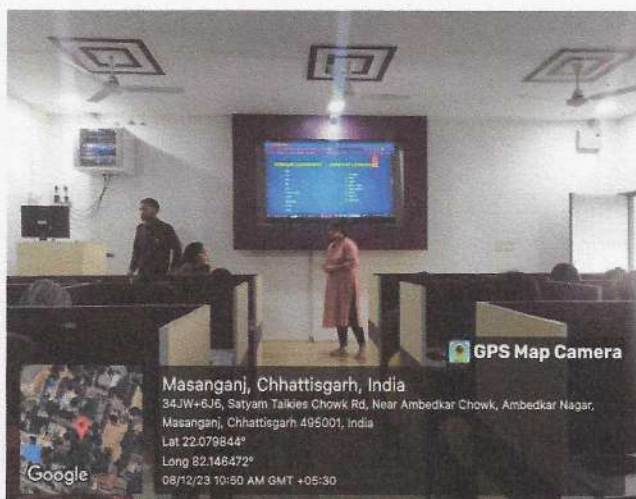 GPS Map Camera
Masanganj, Chhattisgarh, India
34JW+6J6, Satyam Talkies Chowk Rd, Near Ambedkar Chowk, Ambedkar Nagar,
Masanganj, Chhattisgarh 495001, India
Lat 22.079844°
Long 82.146472°
08/12/23 10:50 AM GMT +05:30
Google